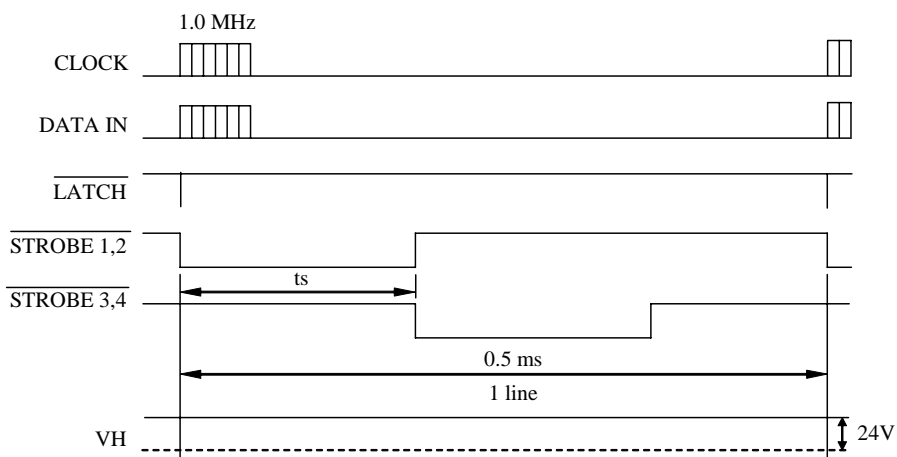 1.0 MHz
CLOCK
DATA IN
LATCH
STROBE 1,2
ts
STROBE 3,4
0.5 ms
1 line
VH
24V